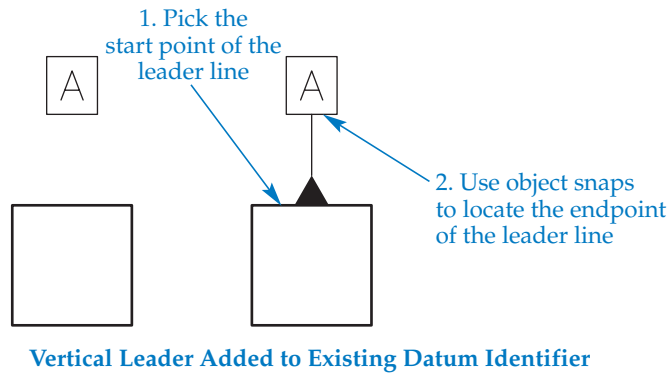 1. Pick the
start point of the
leader line
A
A
2. Use object snaps
to locate the endpoint
of the leader line
Vertical Leader Added to Existing Datum Identifier